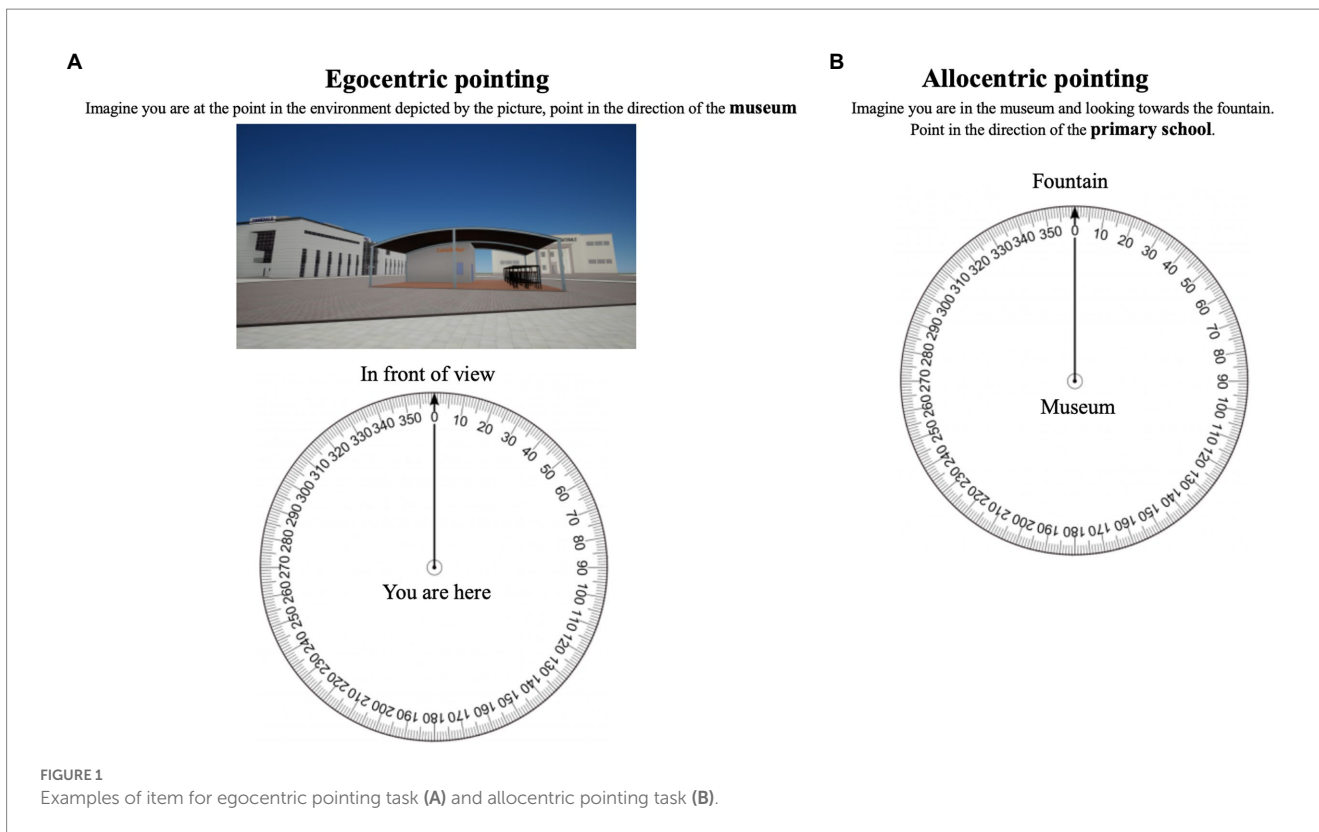 A
Egocentric pointing
Imagine you are at the point in the environment depicted by the picture, point in the direction of the museum
In front of view
0 10 20 30 40 50 60 70 80 90 100 110 120 130 140 150 160 170 180 190 200 210 220 230 240 250 260 270 280 290 300 310 320 330 340 350
You are here
B
Allocentric pointing
Imagine you are in the museum and looking towards the fountain.
Point in the direction of the primary school.
Fountain
0 10 20 30 40 50 60 70 80 90 100 110 120 130 140 150 160 170 180 190 200 210 220 230 240 250 260 270 280 290 300 310 320 330 340 350
Museum
FIGURE 1
Examples of item for egocentric pointing task (A) and allocentric pointing task (B).